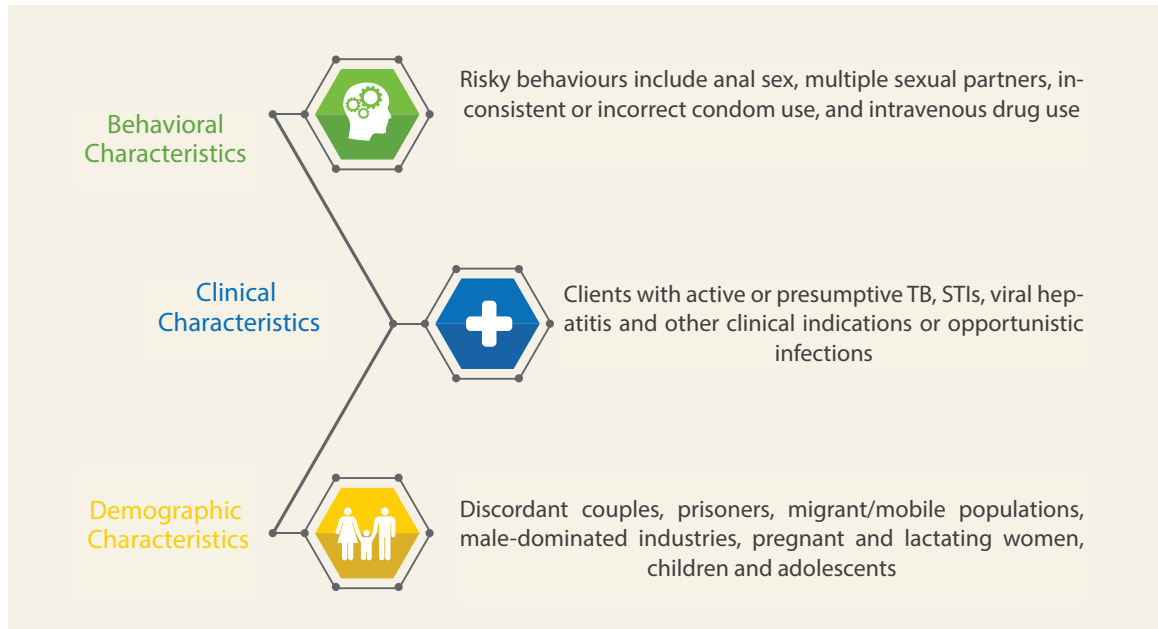 Behavioral
Characteristics
Risky behaviours include anal sex, multiple sexual partners, in-
consistent or incorrect condom use, and intravenous drug use
Clinical
Characteristics
Clients with active or presumptive TB, STIs, viral hep-
atitis and other clinical indications or opportunistic
infections
Demographic
Characteristics
Discordant couples, prisoners, migrant/mobile populations,
male-dominated industries, pregnant and lactating women,
children and adolescents